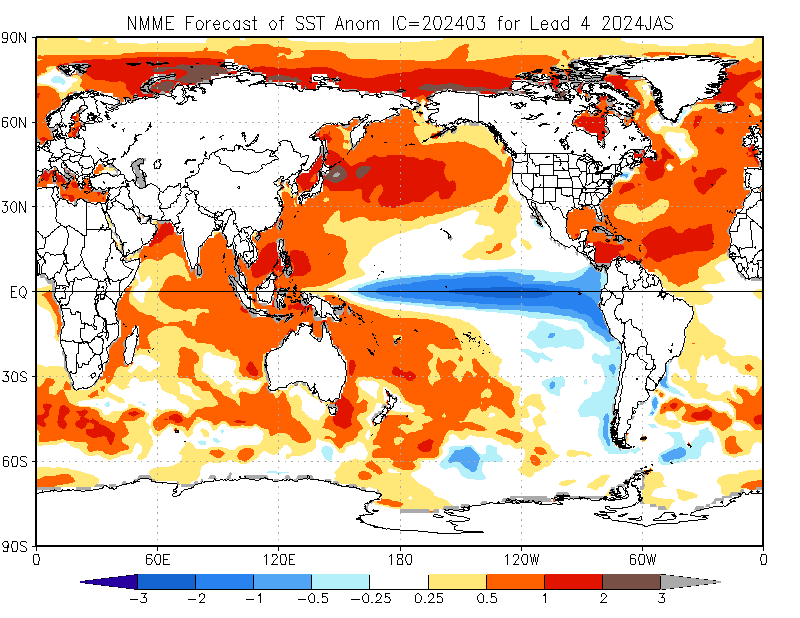 NMME Forecast of SST Anom IC=202403 for Lead 4 2024JAS
90N
60N
30N
EQ
30S
60S
90S
0 60E 120E 180 120W 60W 0
-3 -2 -1 -0.5 -0.25 0.25 0.5 1 2 3